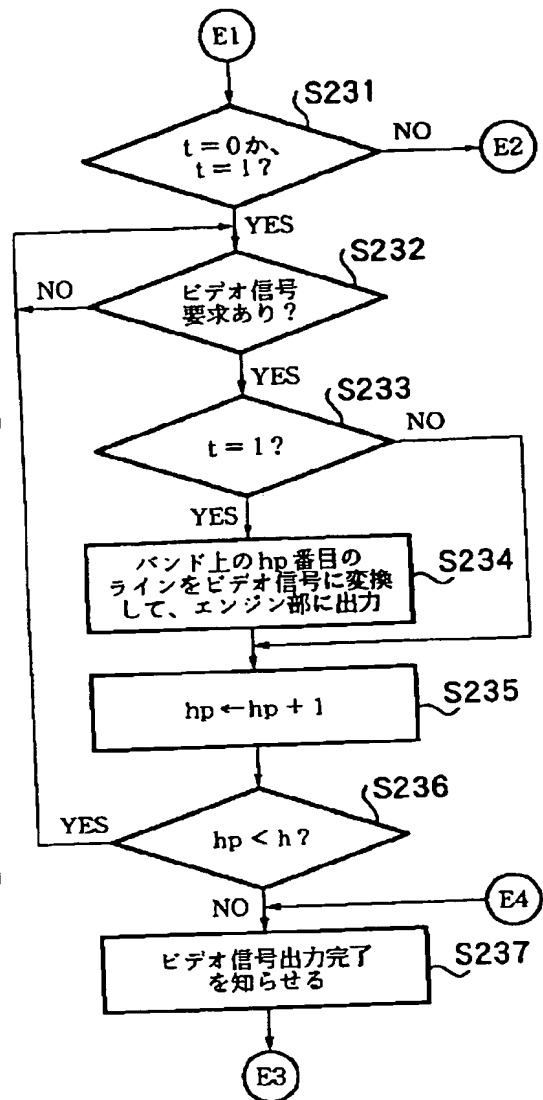 E1
S231
t=0か、
t=1?
NO
E2
YES
S232
NO
ビデオ信号
要求あり?
YES
S233
NO
t=1?
YES
バンド上のhp番目の
ラインをビデオ信号に変換
して、エンジン部に出力
S234
hp←hp+1
S235
S236
YES
hp<h?
NO
E4
S237
ビデオ信号出力完了
を知らせる
E3